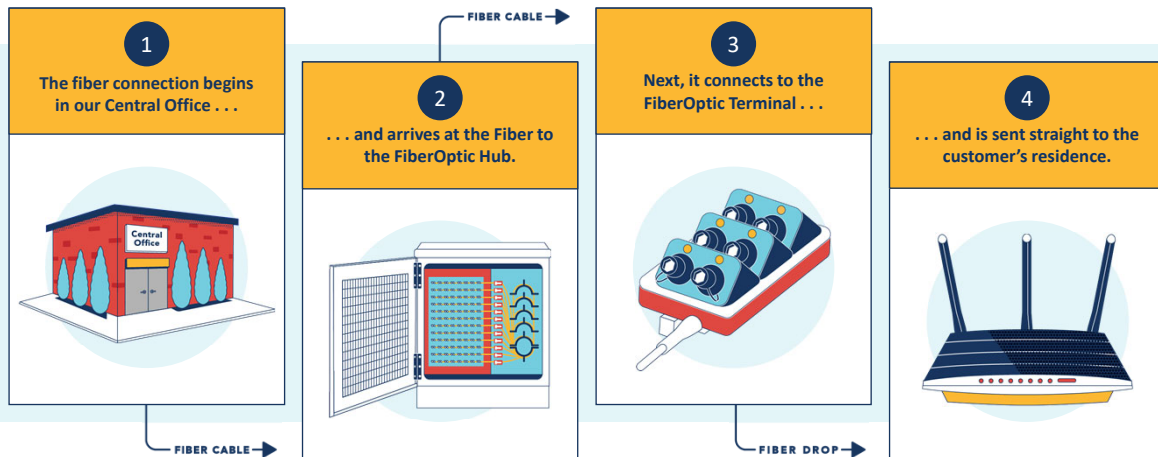 1
The fiber connection begins
in our Central Office . . .
Central
Office
FIBER CABLE
2
. . . and arrives at the Fiber to
the FiberOptic Hub.
FIBER CABLE
3
Next, it connects to the
FiberOptic Terminal . . .
FIBER DROP
4
. . . and is sent straight to the
customer’s residence.